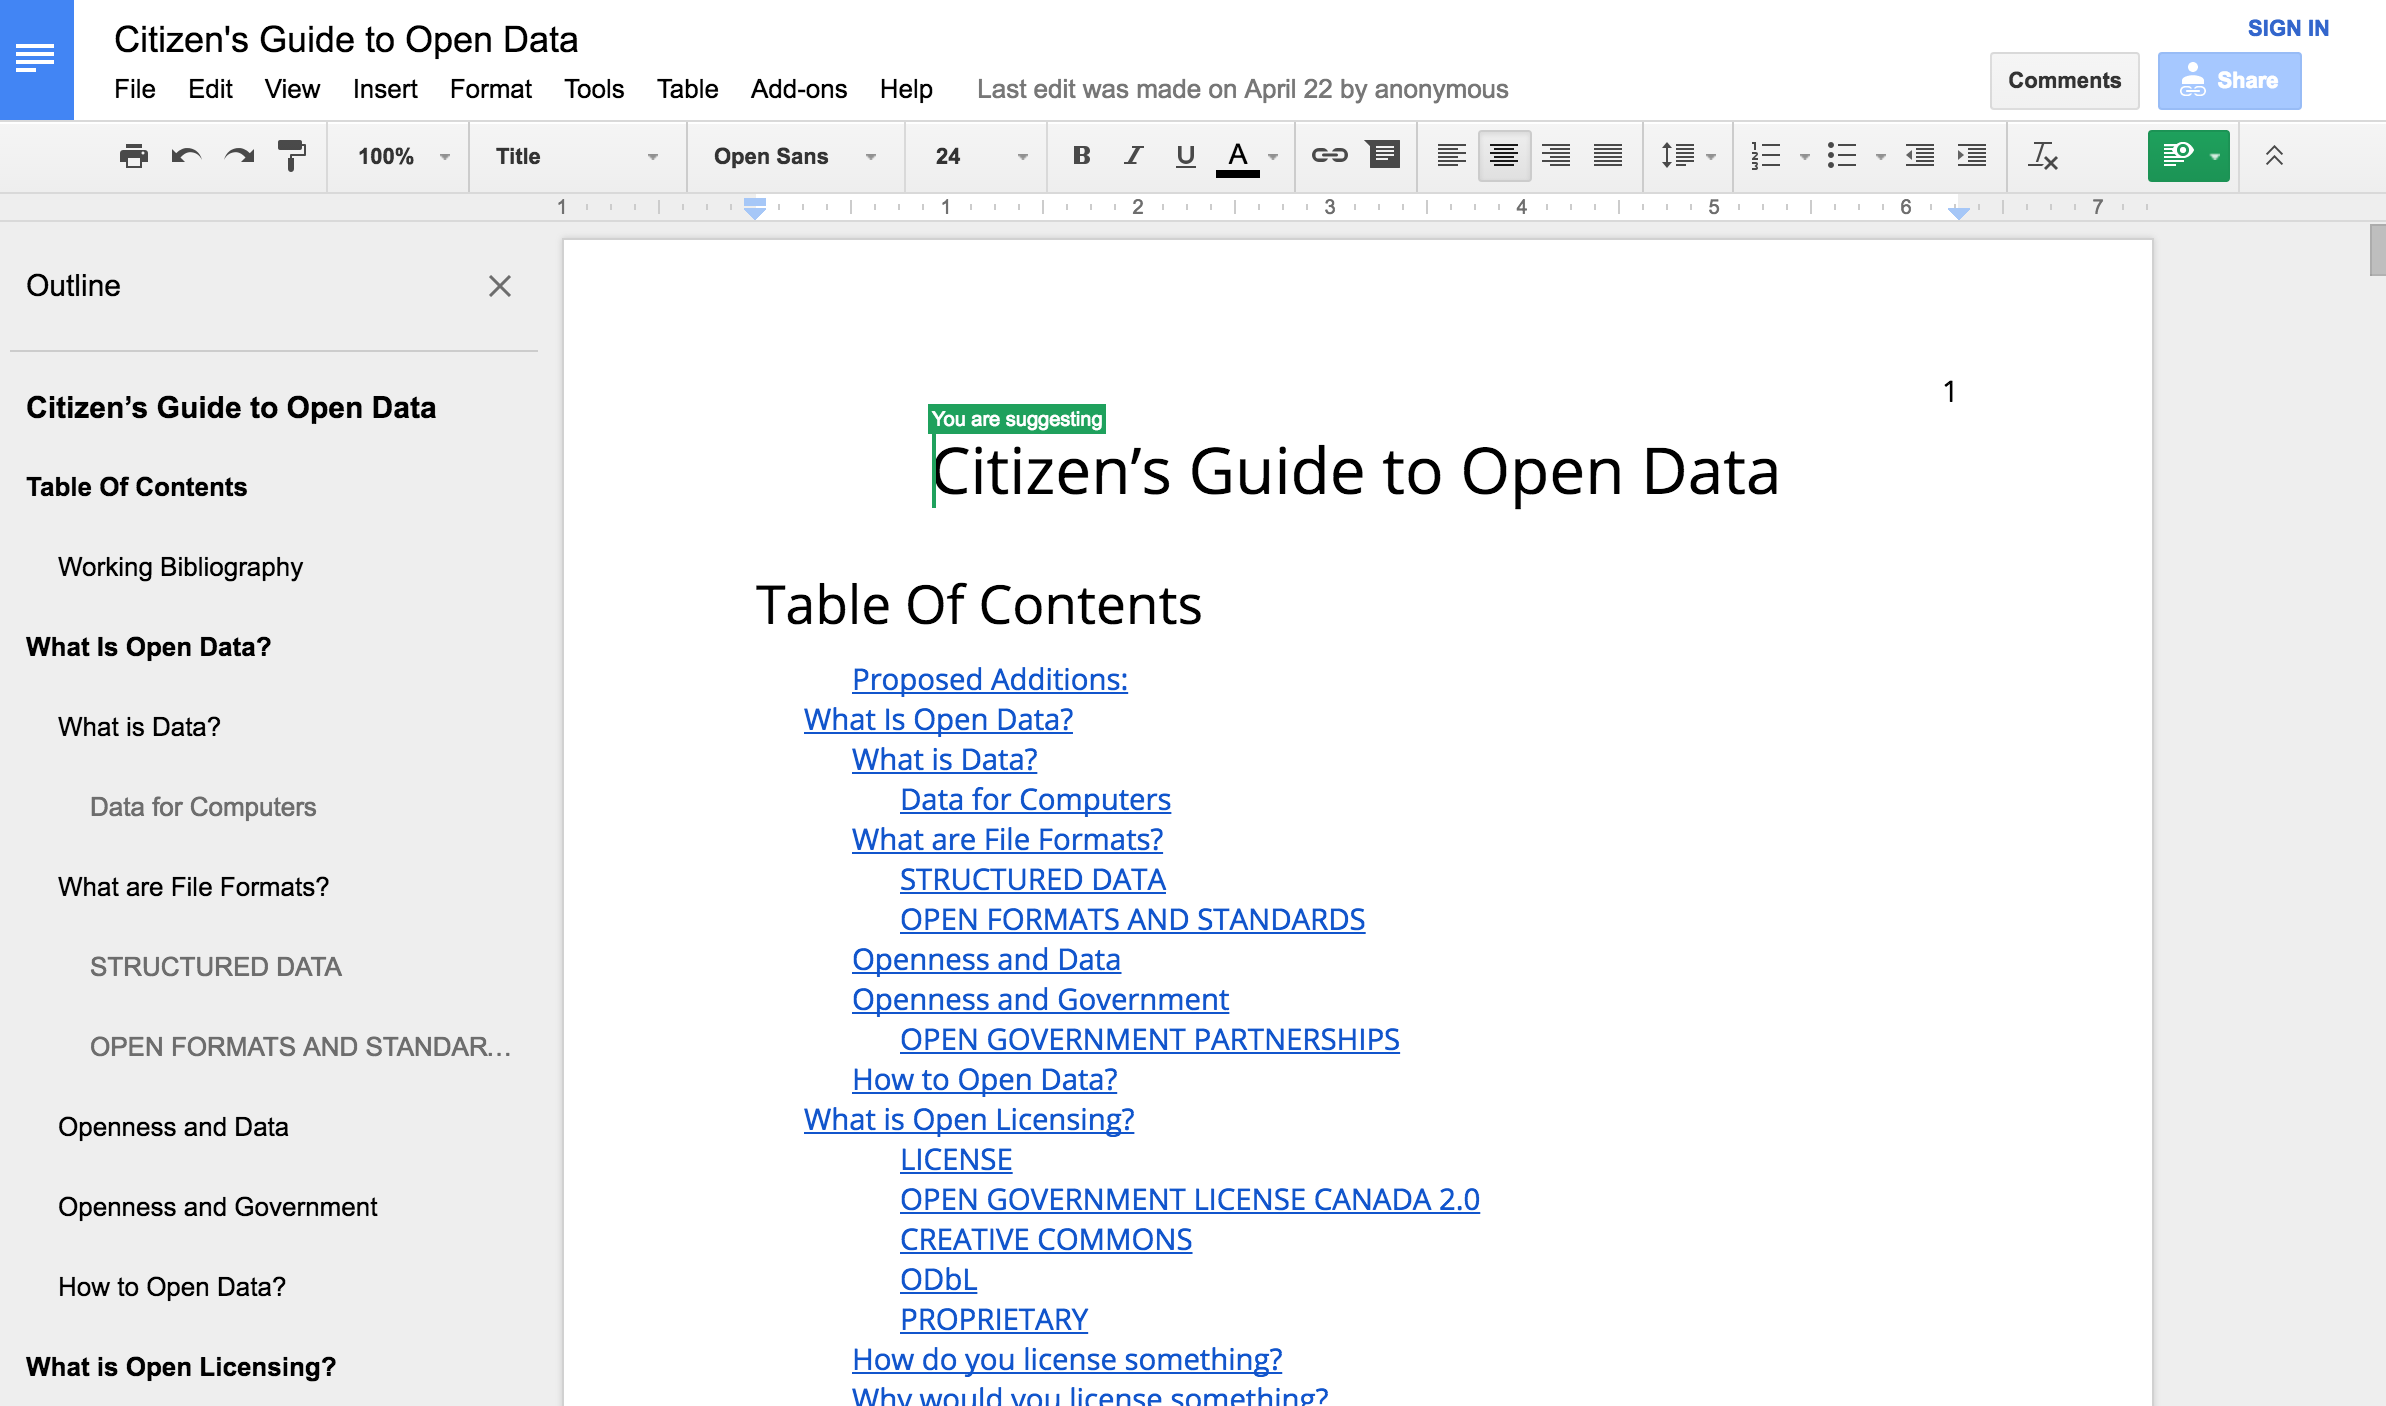 Citizen's Guide to Open Data
SIGN IN
File Edit View Insert Format Tools Table Add-ons Help Last edit was made on April 22 by anonymous
Comments Share
100% Title Open Sans 24 B I U A
1 1 2 3 4 5 6 7
Outline
Citizen’s Guide to Open Data
Table Of Contents
Working Bibliography
What Is Open Data?
What is Data?
Data for Computers
What are File Formats?
STRUCTURED DATA
OPEN FORMATS AND STANDAR...
Openness and Data
Openness and Government
How to Open Data?
What is Open Licensing?
1
You are suggesting
Citizen’s Guide to Open Data
Table Of Contents
Proposed Additions:
What Is Open Data?
What is Data?
Data for Computers
What are File Formats?
STRUCTURED DATA
OPEN FORMATS AND STANDARDS
Openness and Data
Openness and Government
OPEN GOVERNMENT PARTNERSHIPS
How to Open Data?
What is Open Licensing?
LICENSE
OPEN GOVERNMENT LICENSE CANADA 2.0
CREATIVE COMMONS
ODbL
PROPRIETARY
How do you license something?
Why would you license something?